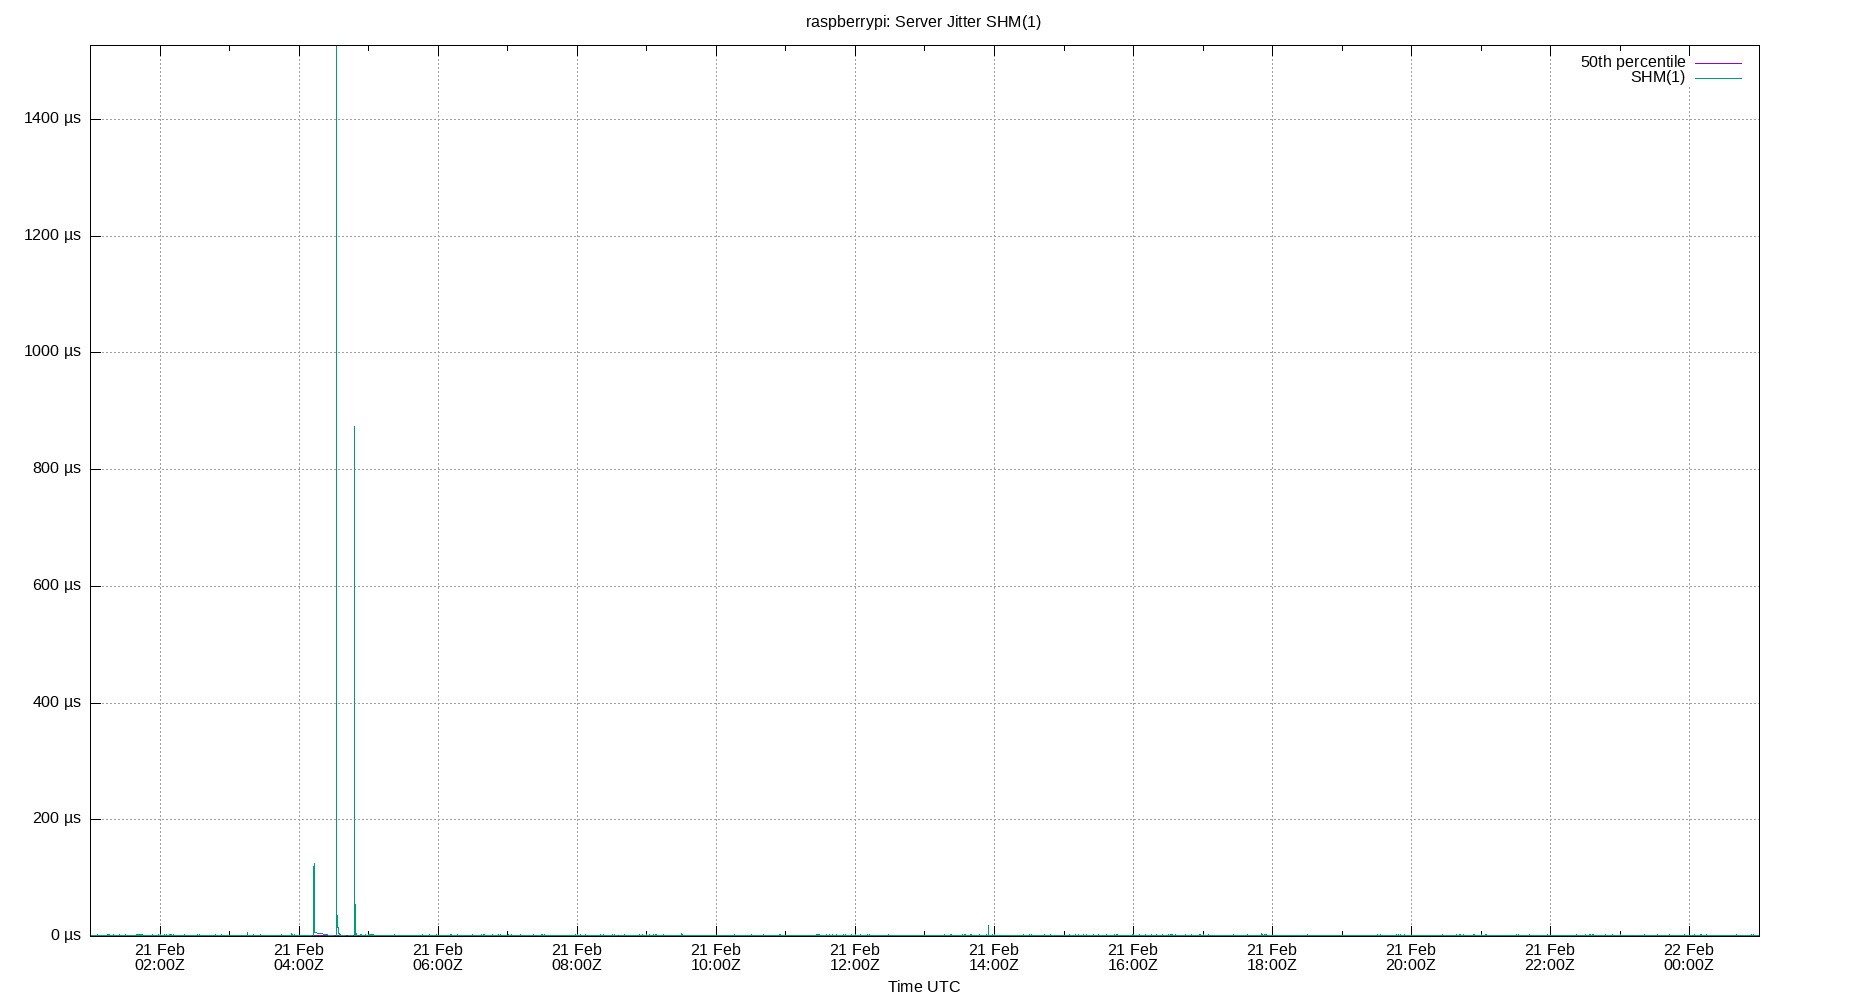 raspberrypi: Server Jitter SHM(1)
50th percentile
SHM(1)
1400 µs
1200 µs
1000 µs
800 µs
600 µs
400 µs
200 µs
0 µs
21 Feb 21 Feb 21 Feb 21 Feb 21 Feb 21 Feb 21 Feb 21 Feb 21 Feb 21 Feb 21 Feb 22 Feb
02:00Z 04:00Z 06:00Z 08:00Z 10:00Z 12:00Z 14:00Z 16:00Z 18:00Z 20:00Z 22:00Z 00:00Z
Time UTC